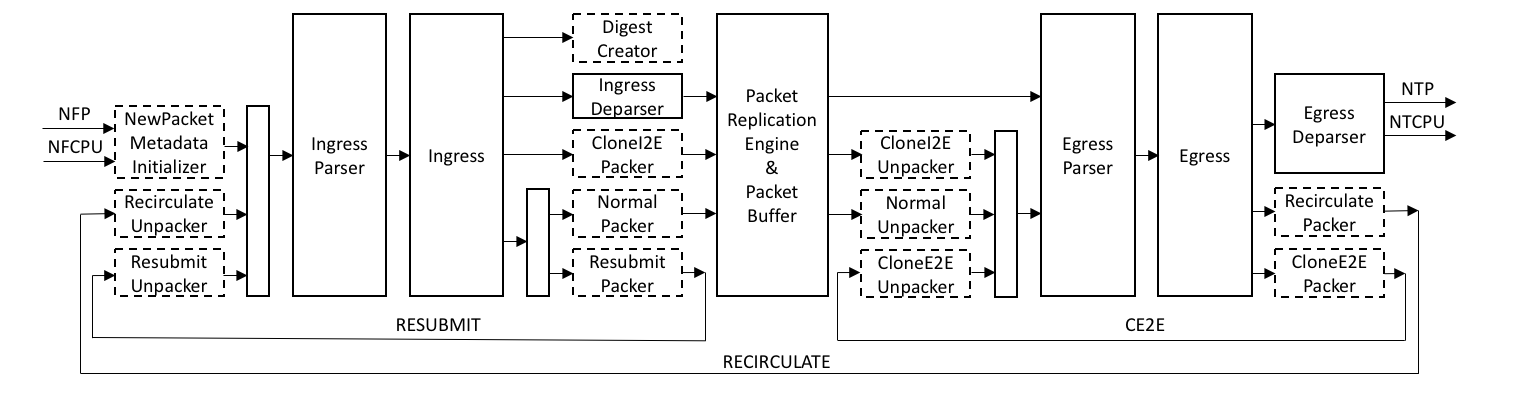 NFP
NFCPU
NewPacket
Metadata
Initializer
Recirculate
Unpacker
Resubmit
Unpacker
Ingress
Parser
Ingress
Digest
Creator
Ingress
Deparser
CloneI2E
Packer
Normal
Packer
Resubmit
Packer
Packet
Replication
Engine
&
Packet
Buffer
CloneI2E
Unpacker
Normal
Unpacker
CloneE2E
Unpacker
Egress
Parser
Egress
Egress
Deparser
Recirculate
Packer
CloneE2E
Packer
NTP
NTCPU
RESUBMIT
CE2E
RECIRCULATE